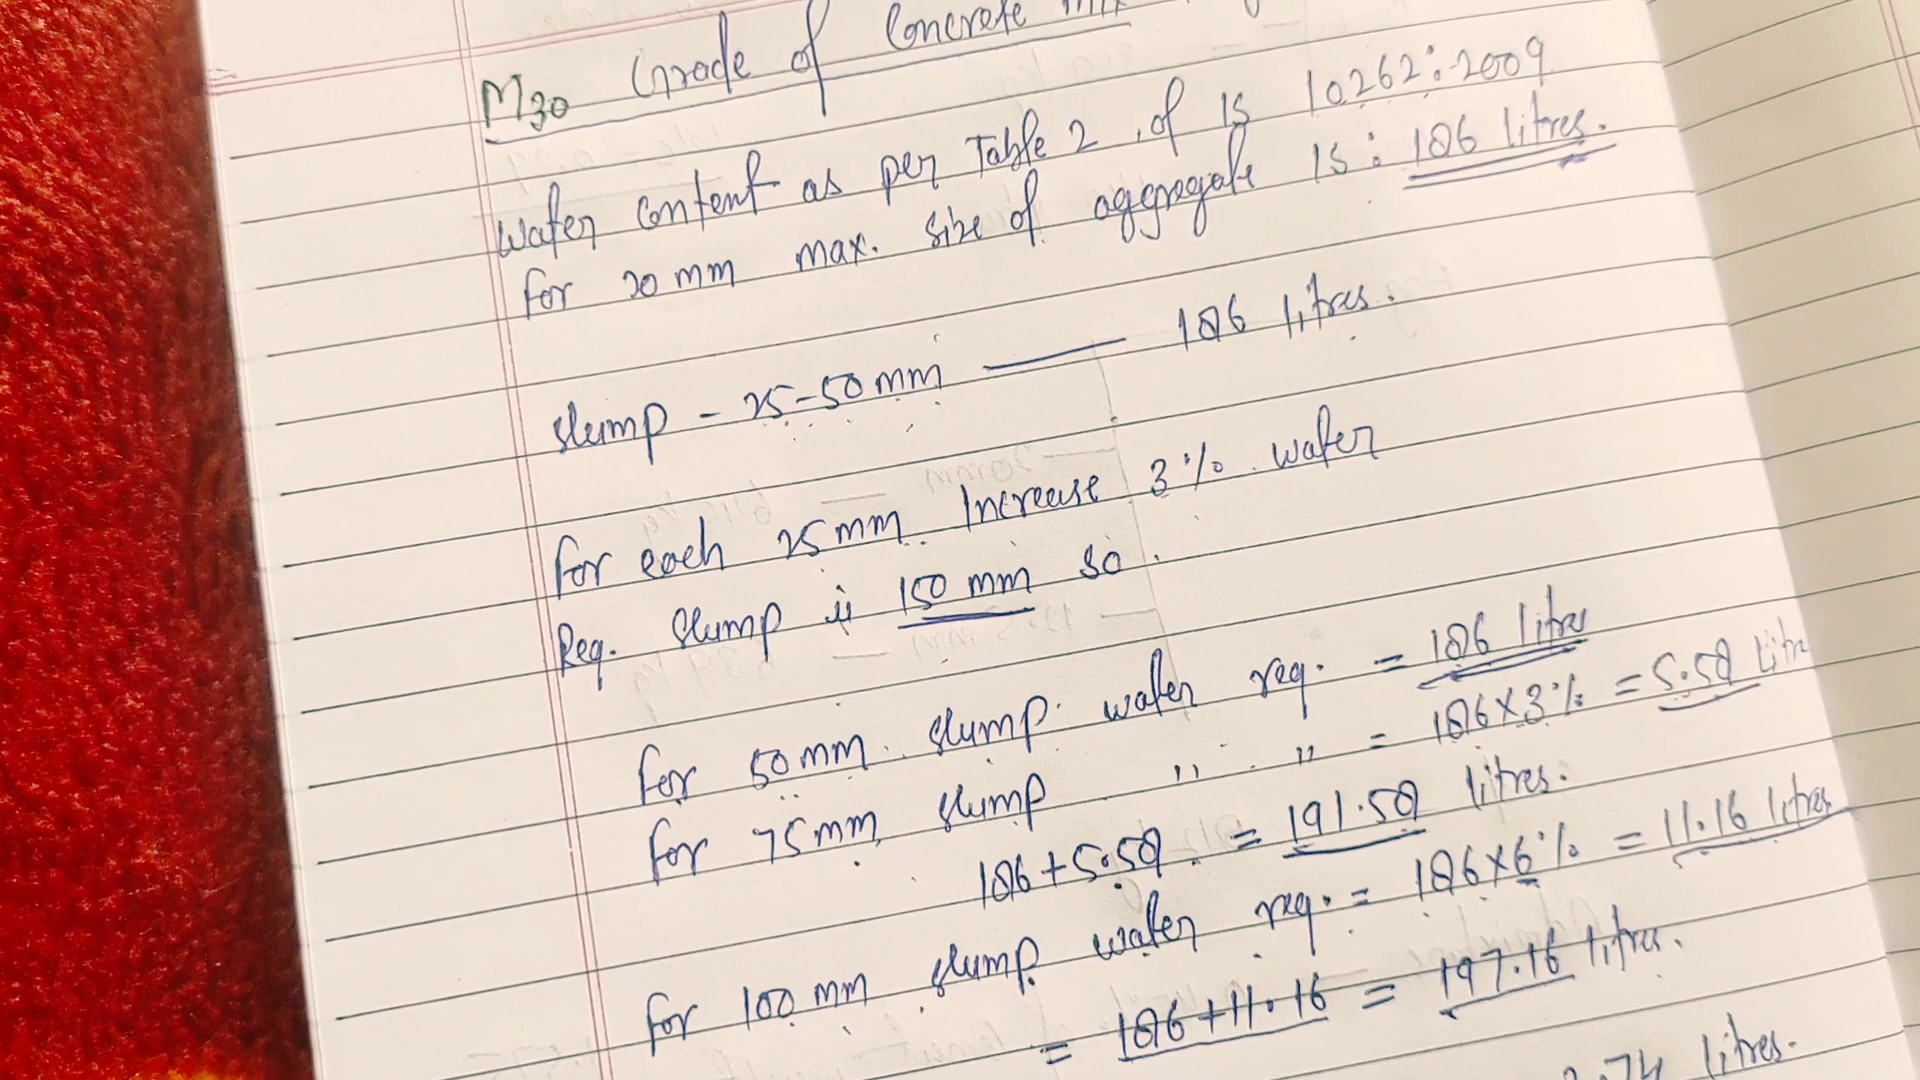 M30 Grade of Concrete mix
Water content as per Table 2, of IS 10262:2009
for 20 mm max. size of aggregate is: 186 litres.
Slump - 25-50 mm — 186 litres.
For each 25 mm Increase 3% water
Req. Slump is 150 mm so
for 50 mm slump water req. = 186 litres
for 75 mm slump " " = 186×3% = 5.58 Litre
186+5.58 = 191.58 litres.
for 100 mm slump water req. = 186×6% = 11.16 litres
= 186+11.16 = 197.16 litres.
.74 litres.